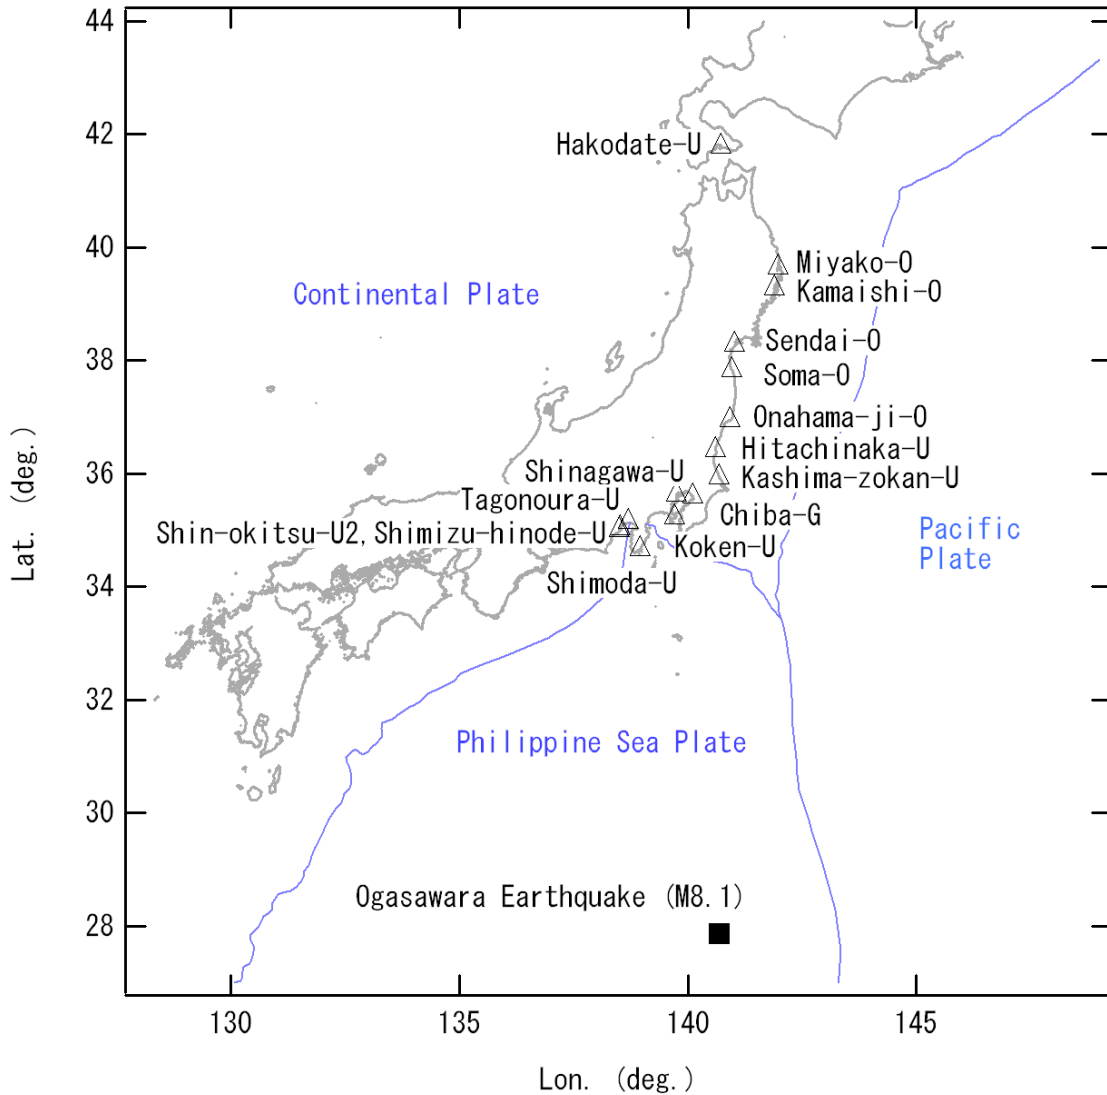 44
Hakodate-U
42
40
Miyako-O
Continental Plate
Kamaishi-O
38
Sendai-O
Soma-O
Onahama-ji-O
Hitachinaka-U
36
Shinagawa-U
Kashima-zokan-U
Tagonoura-U
Chiba-G
Shin-okitsu-U2, Shimizu-hinode-U
Koken-U
Pacific
Plate
34
Shimoda-U
32
Philippine Sea Plate
30
Ogasawara Earthquake (M8.1)
28
130
135
140
145
Lat. (deg.)
Lon. (deg.)